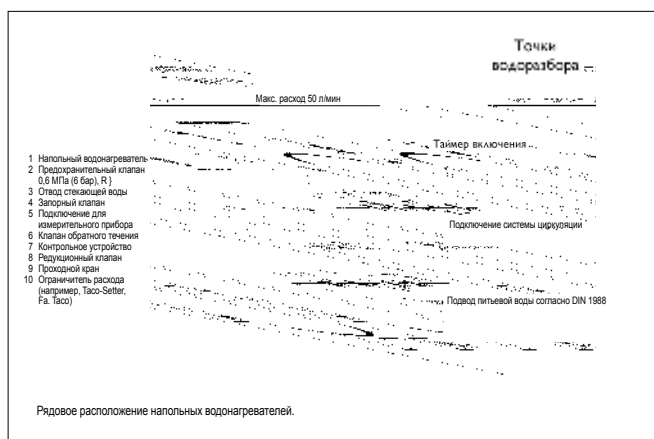 Точки
водоразбора
Макс. расход 50 л/мин
Таймер включения
1 Напольный водонагреватель
2 Предохранительный клапан
0,6 МПа (6 бар), R }
3 Отвод стекающей воды
4 Запорный клапан
5 Подключение для
измерительного прибора
6 Клапан обратного течения
7 Контрольное устройство
8 Редукционный клапан
9 Проходной кран
10 Ограничитель расхода
(например, Taco-Setter,
Fa. Taco)
Подключение системы циркуляции
Подвод питьевой воды согласно DIN 1988
Рядовое расположение напольных водонагревателей.